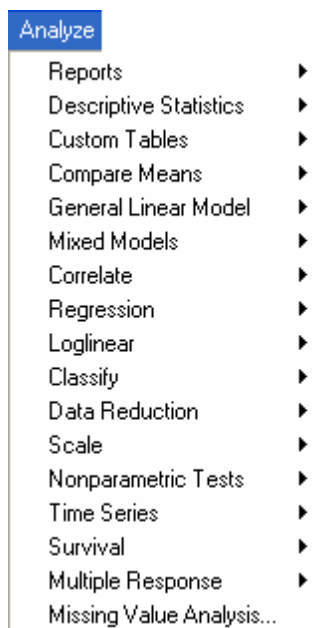 Analyze
Reports
Descriptive Statistics
Custom Tables
Compare Means
General Linear Model
Mixed Models
Correlate
Regression
Loglinear
Classify
Data Reduction
Scale
Nonparametric Tests
Time Series
Survival
Multiple Response
Missing Value Analysis...